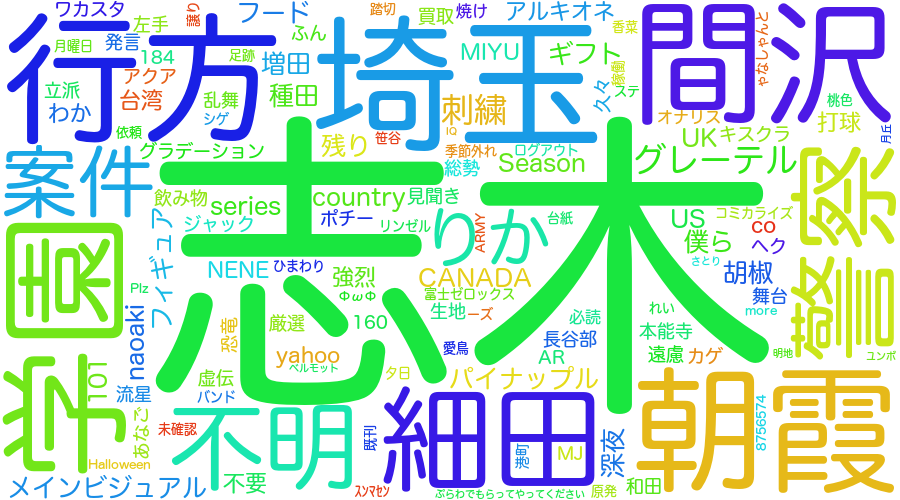 ワカスタ
譲り
フード
踏切
買取
焼け
アルキオネ
行方
埼玉
間沢
左手
ふん
香菜
月曜日
発言
184
足跡
増田
MIYU
ギフト
アクア
立派
台湾
わか
乱舞
シゲ
種田
刺繍
久々
稼働
ステ
ゃなしゃんと
桃色
オナリス
打球
月丘
依頼
残り
笹谷
IQ
UK
キスクラ
案件
グラデーション
季節外れ
ログアウト
総勢
Season
グレーテル
志木
飲み物
series
country
見聞き
警察
ジャック
ポチー
リンゼル
りか
ARMY
台紙
US
コミカライズ
僕ら
co
ヘク
学園
フィギュア
NENE
ひまわり
強烈
CANADA
さとり
胡椒
ΦωΦ
富士ゼロックス
舞台
Plz
more
naoaki
恐竜
厳選
160
生地
ーズ
必読
れい
本能寺
yahoo
愛鳥
長谷部
AR
遠慮
カゲ
明地
ユンボ
101
流星
虚伝
ベルモット
夕日
パイナップル
バンド
不明
細田
朝霞
あなご
未確認
既刊
港町
MJ
深夜
8756574
Halloween
メインビジュアル
不要
スンマセン
ぷらわでもらってやってください
原発
和田